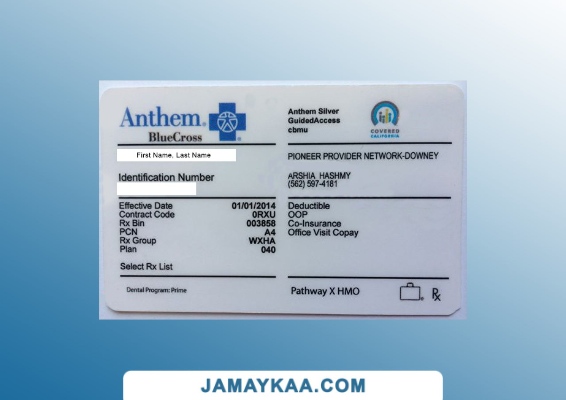 Anthem®
BlueCross
First Name, Last Name
Identification Number
Effective Date 01/01/2014
Contract Code 0RXU
Rx Bin 003858
PCN A4
Rx Group WXHA
Plan 040
Select Rx List
Dental Program: Prime
Anthem Silver
GuidedAccess
cbmu
COVERED
CALIFORNIA
PIONEER PROVIDER NETWORK-DOWNEY
ARSHIA HASHMY
(562) 597-4181
Deductible
OOP
Co-Insurance
Office Visit Copay
Pathway X HMO
Rx
JAMAYKAA.COM